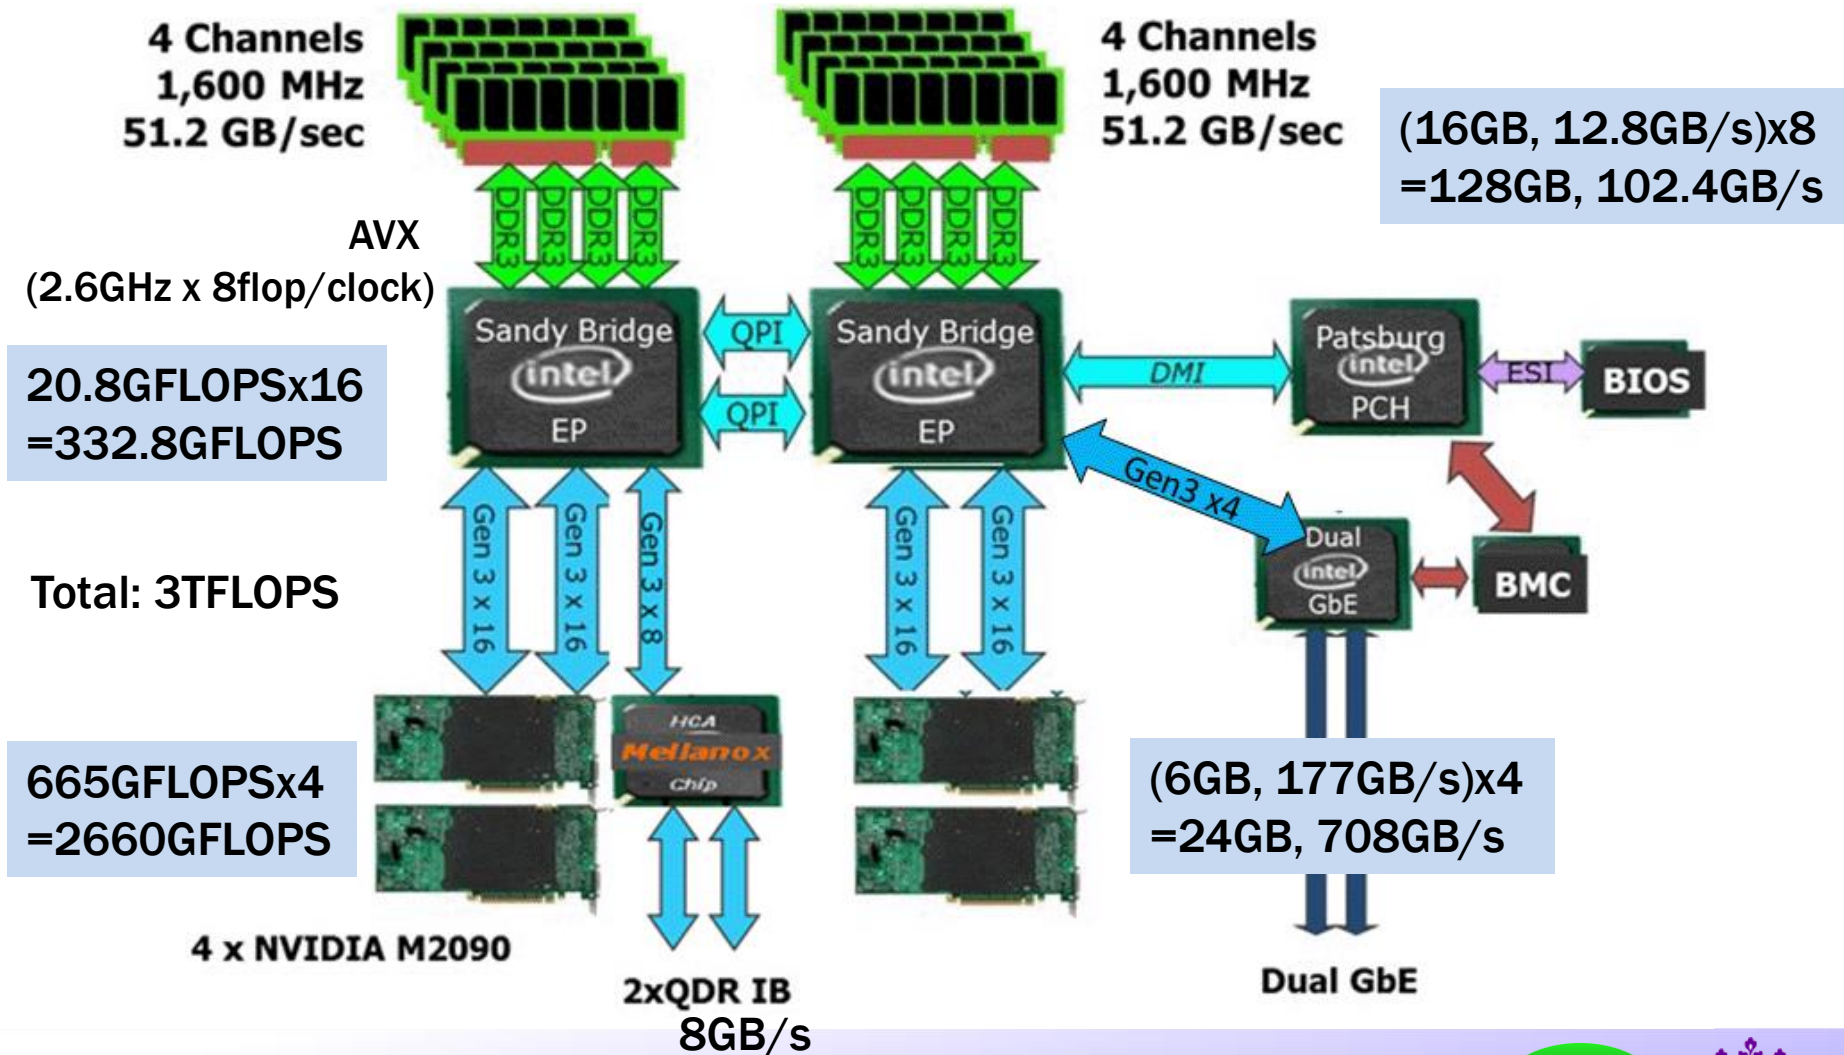 4 Channels
1,600 MHz
51.2 GB/sec
4 Channels
1,600 MHz
51.2 GB/sec
(16GB, 12.8GB/s)x8
=128GB, 102.4GB/s
DDR3
DDR3
DDR3
DDR3
DDR3
DDR3
DDR3
DDR3
AVX
(2.6GHz x 8flop/clock)
20.8GFLOPSx16
=332.8GFLOPS
Sandy Bridge
intel
EP
QPI
QPI
Sandy Bridge
intel
EP
DMI
Patsburg
intel
PCH
ESI
BIOS
Gen 3 x 16
Gen 3 x 16
Gen 3 x 8
Gen 3 x 16
Gen 3 x 16
Gen3 x4
Dual
intel
GbE
BMC
Total: 3TFLOPS
HCA
Mellanox
Chip
665GFLOPSx4
=2660GFLOPS
(6GB, 177GB/s)x4
=24GB, 708GB/s
4 x NVIDIA M2090
2xQDR IB
8GB/s
Dual GbE